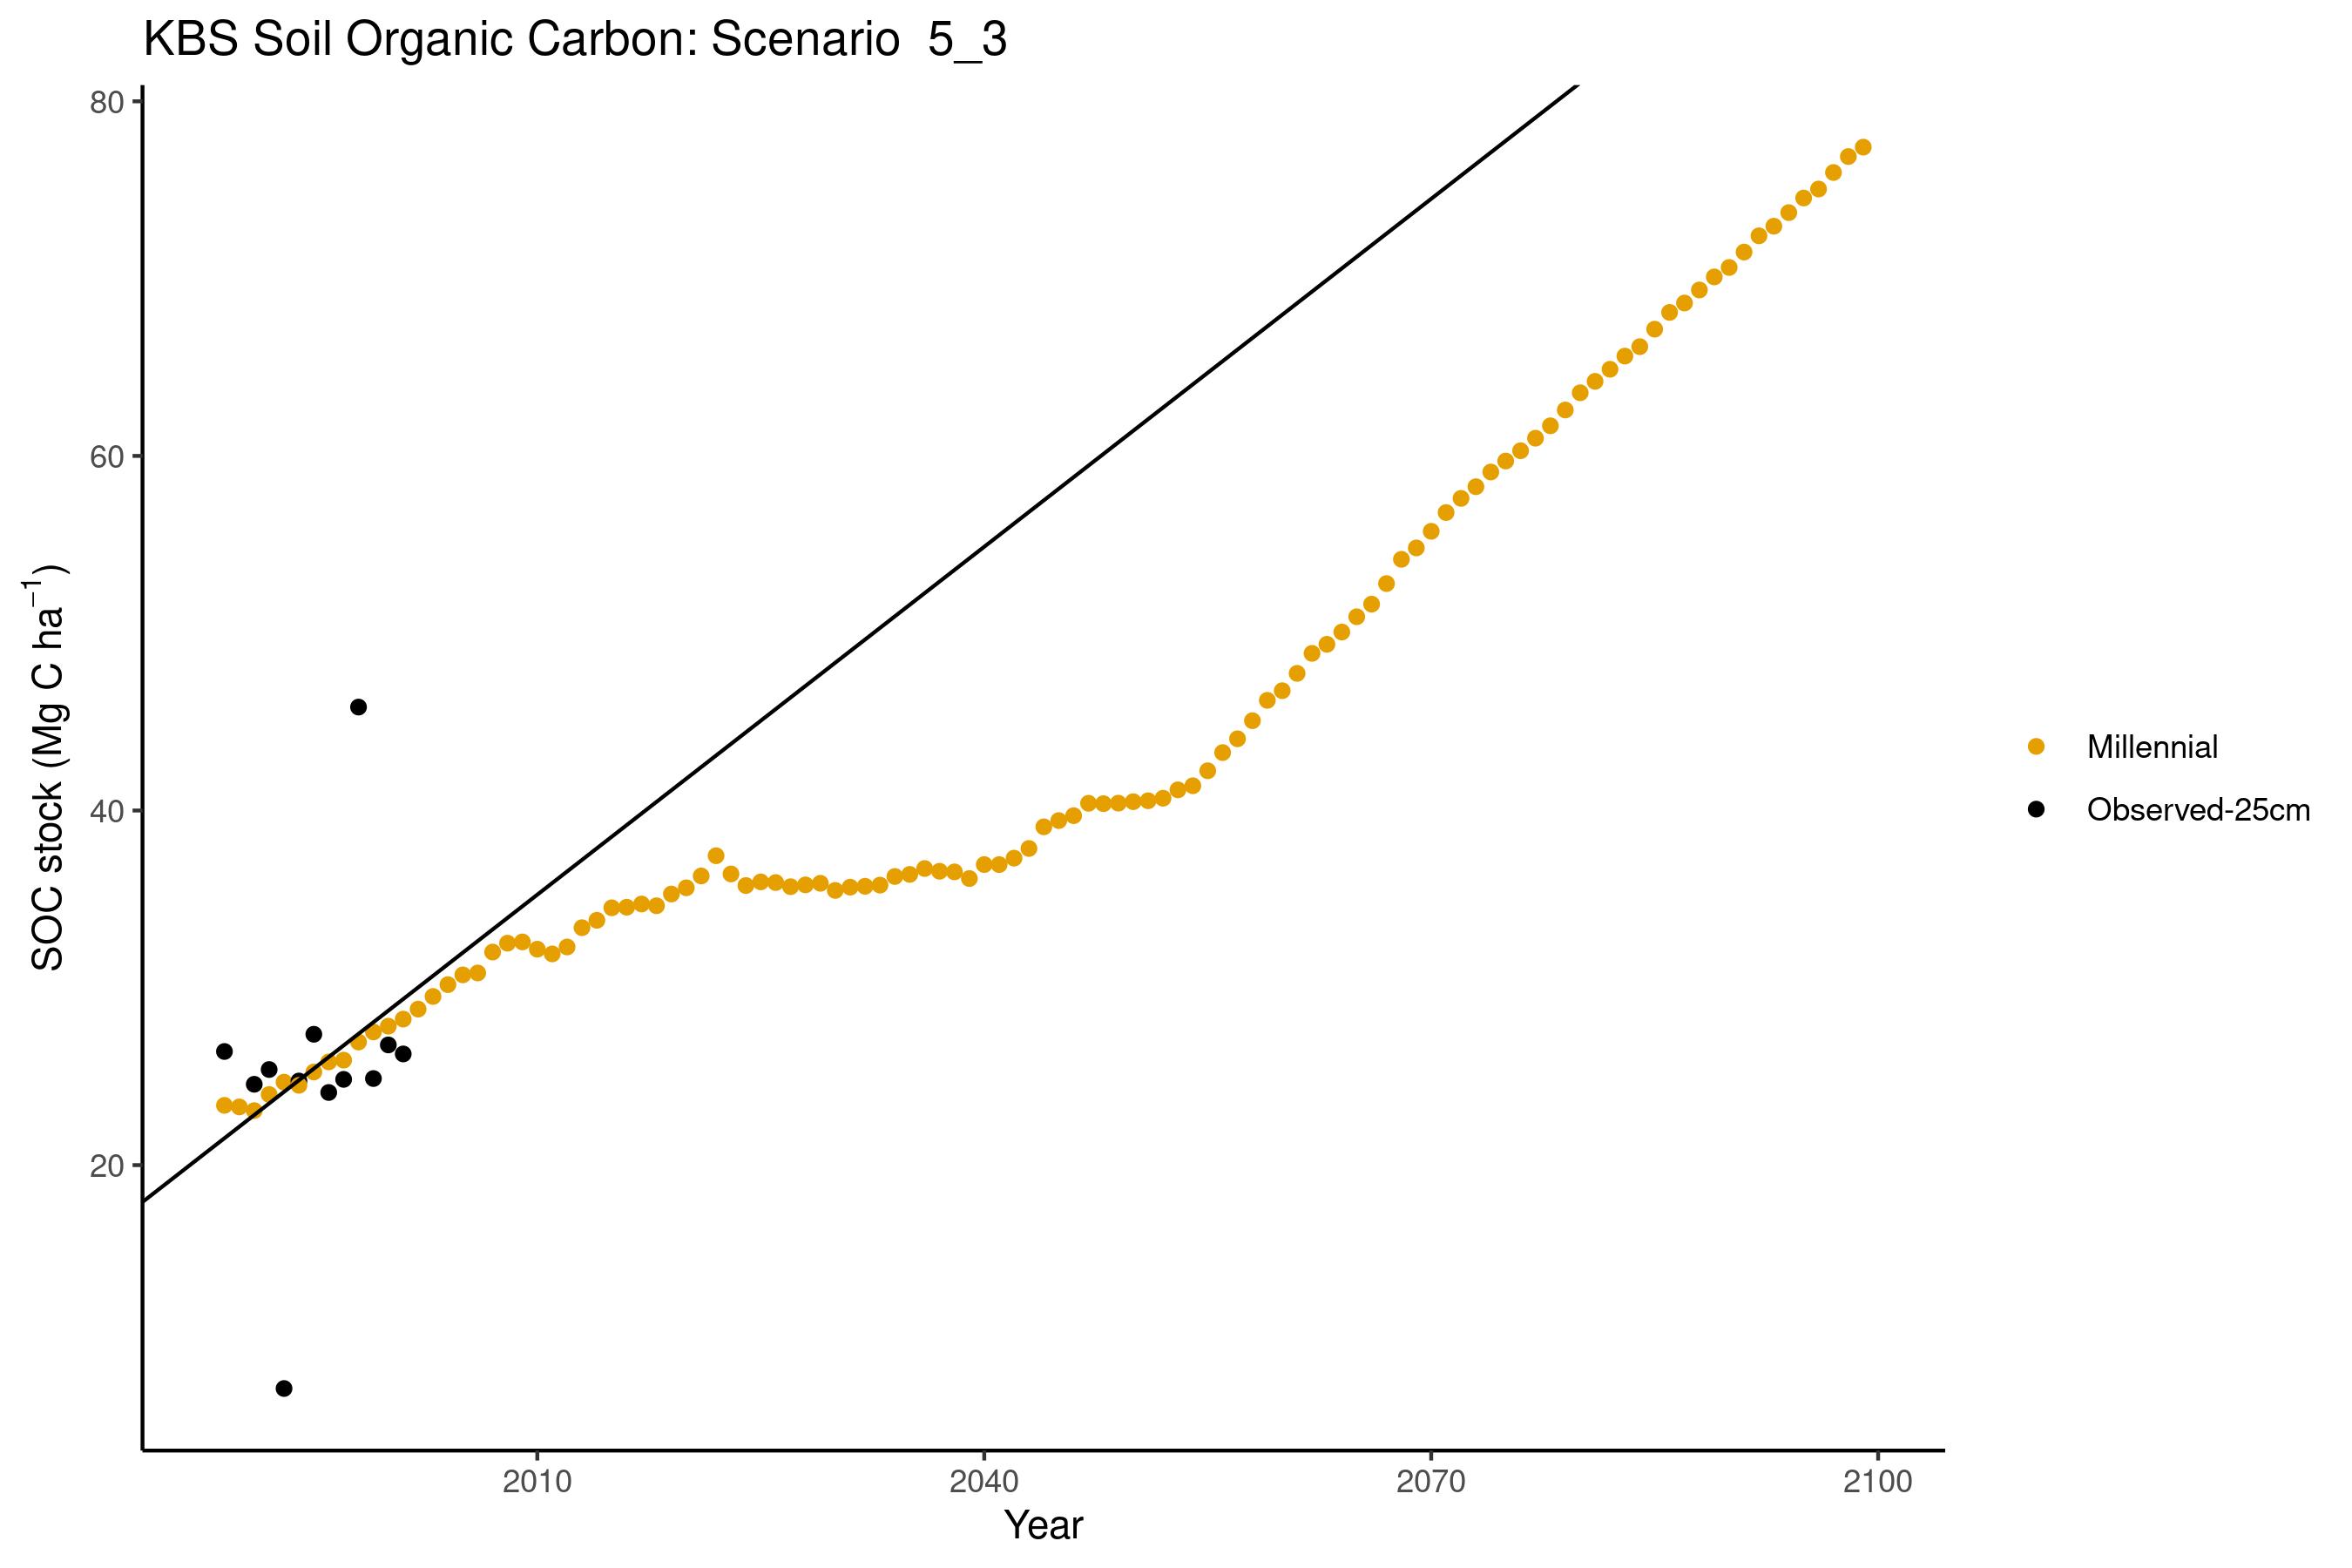 KBS Soil Organic Carbon: Scenario  5_3
80
60
40
20
SOC stock (Mg C ha⁻¹)
2010
2040
2070
2100
Year
Millennial
Observed-25cm